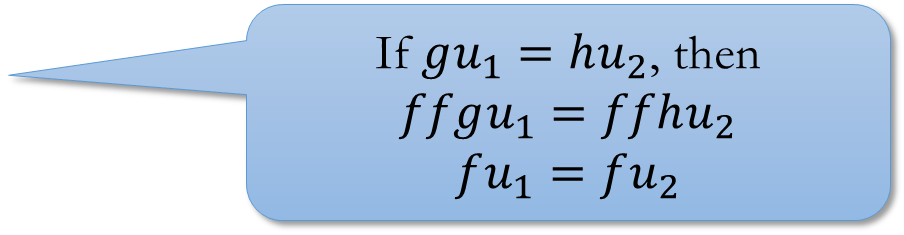 If 𝑔𝑢₁ = ℎ𝑢₂, then
𝑓𝑓𝑔𝑢₁ = 𝑓𝑓ℎ𝑢₂
𝑓𝑢₁ = 𝑓𝑢₂